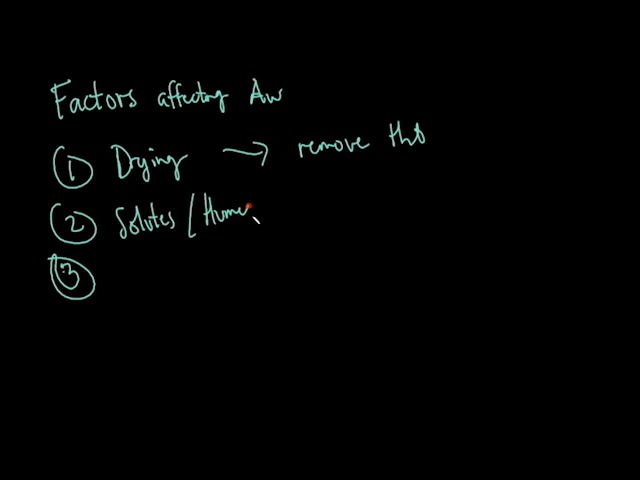 Factors affecting Aw
① Drying → remove
② Solutes [Hume
③